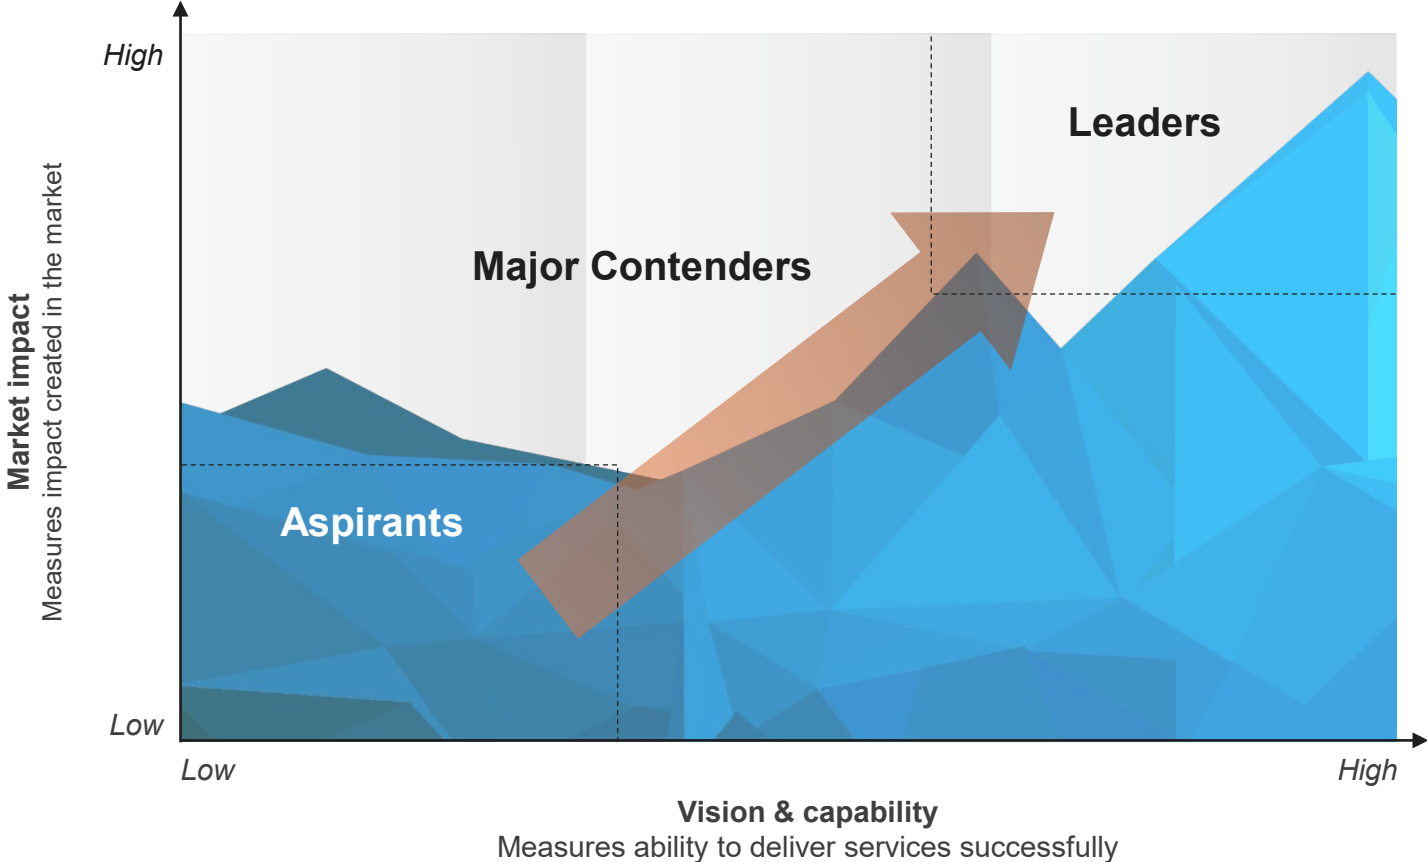 High
Leaders
Major Contenders
Market impact
Measures impact created in the market
Aspirants
Low
Low
High
Vision & capability
Measures ability to deliver services successfully